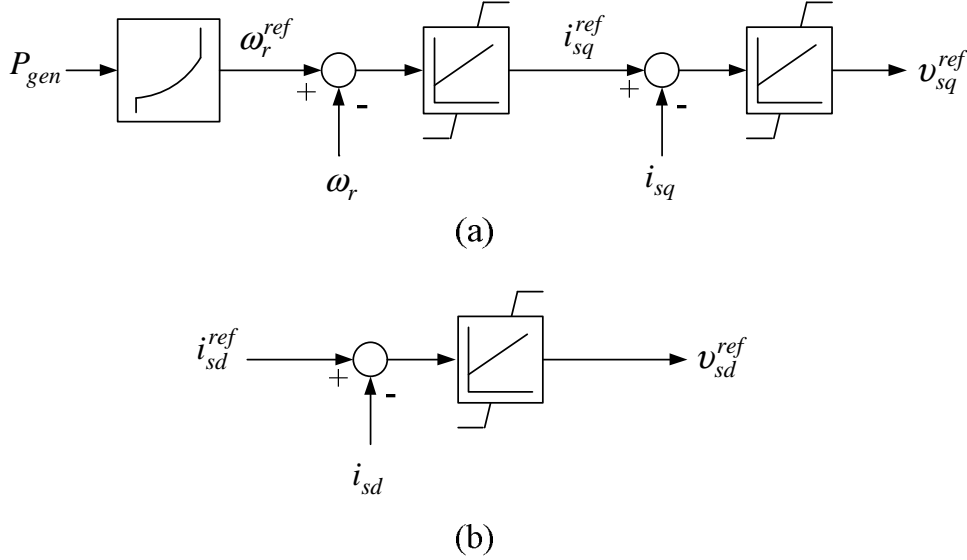 P_gen ω_r^ref + - ω_r i_sq^ref + - i_sq υ_sq^ref
(a)
i_sd^ref + - i_sd υ_sd^ref
(b)